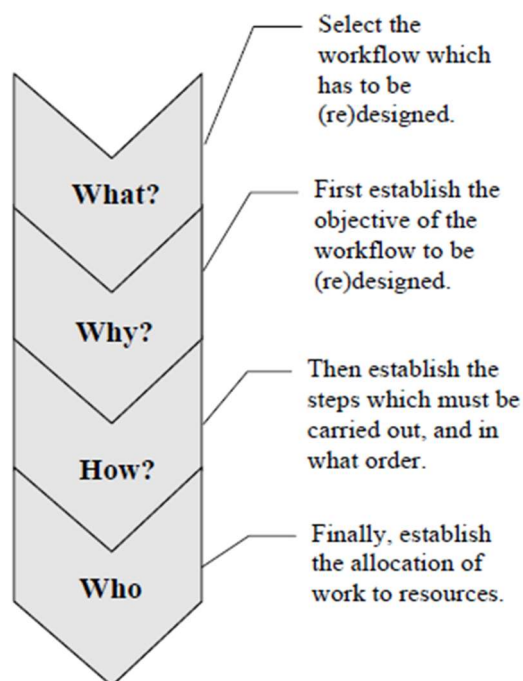 Select the
workflow which
has to be
(re)designed.
What?
First establish the
objective of the
workflow to be
(re)designed.
Why?
Then establish the
steps which must be
carried out, and in
what order.
How?
Finally, establish
the allocation of
work to resources.
Who